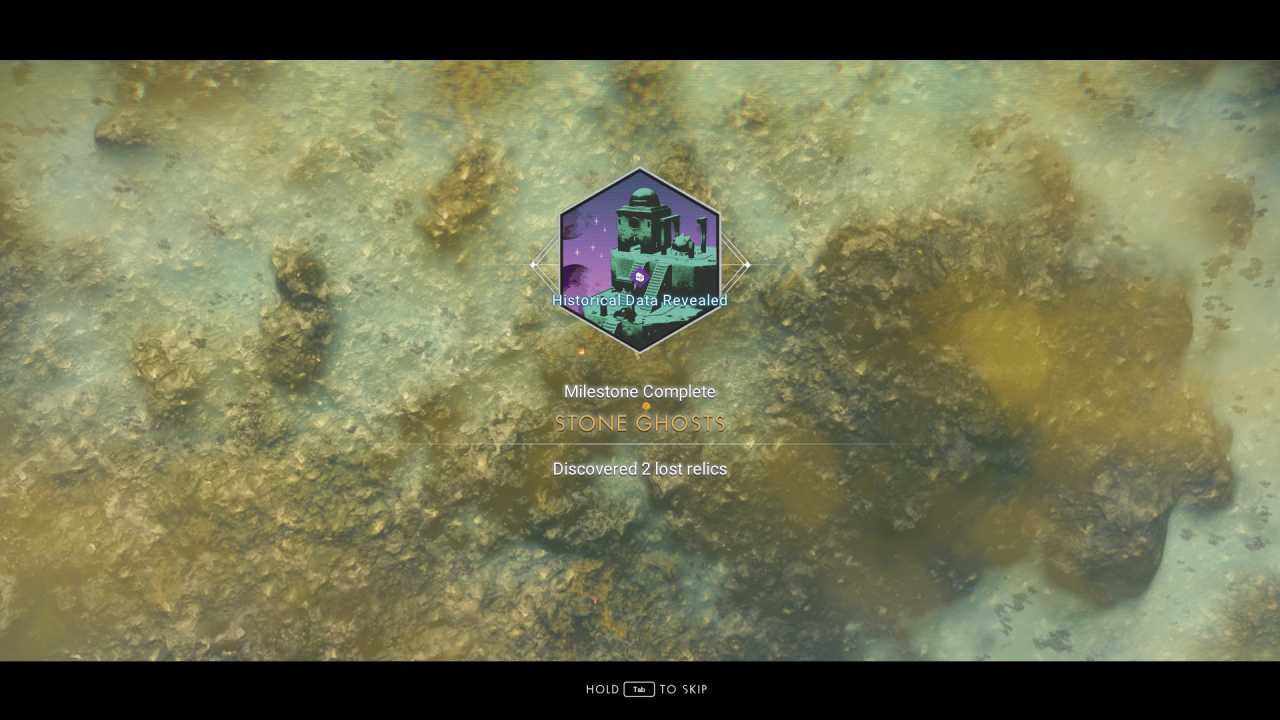 Historical Data Revealed
Milestone Complete
STONE GHOSTS
Discovered 2 lost relics
HOLD Tab TO SKIP